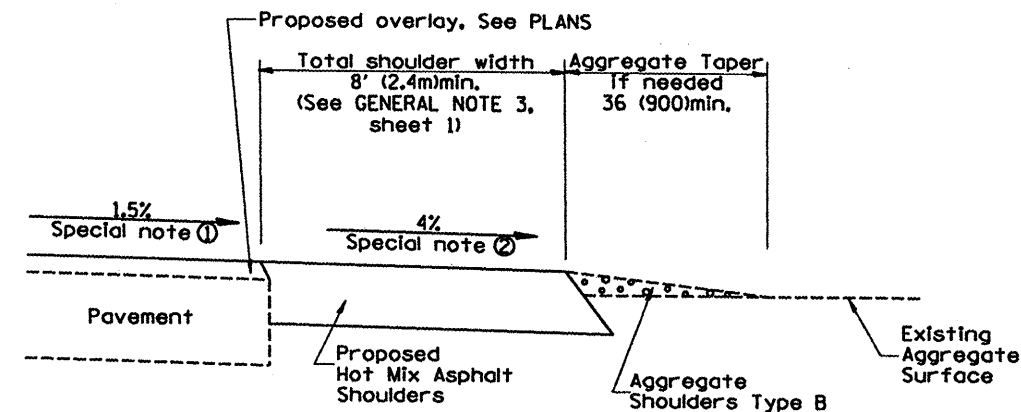 Proposed overlay. See PLANS
Total shoulder width
8' (2.4m)min.
(See GENERAL NOTE 3,
sheet 1)
Aggregate Taper
if needed
36 (900)min.
1.5%
Special note ①
4%
Special note ②
Pavement
Proposed
Hot Mix Asphalt
Shoulders
Aggregate
Shoulders Type B
Existing
Aggregate
Surface